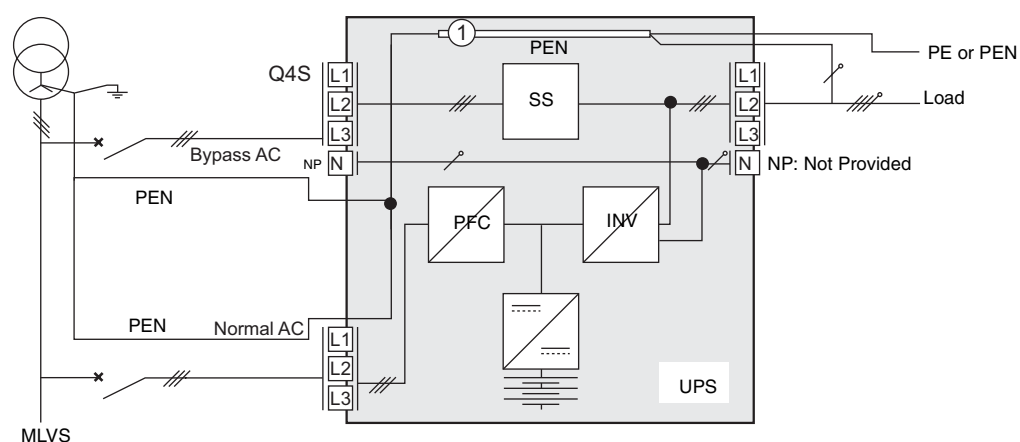 1
PEN
PE or PEN
Q4S
L1
L1
SS
L2
L2
Load
L3
L3
Bypass AC
NP
N
N
NP: Not Provided
PEN
PFC
INV
PEN
Normal AC
L1
L2
L3
UPS
MLVS